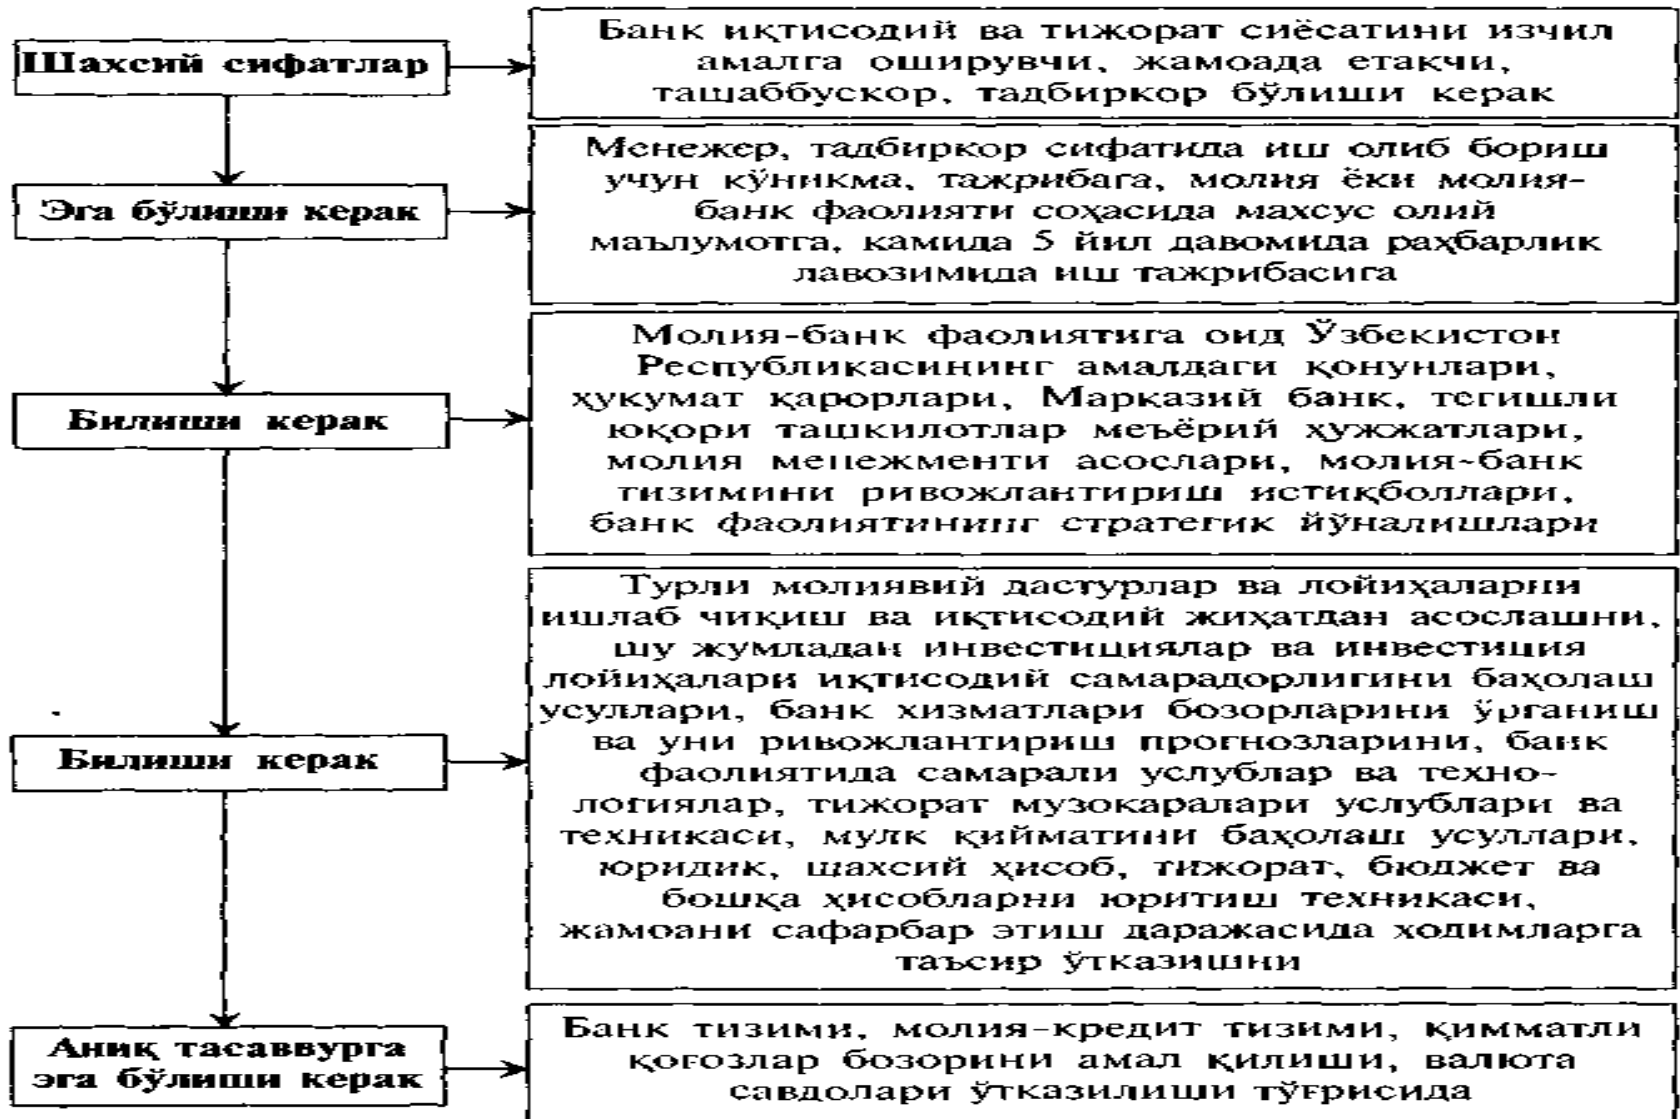 Шахсий сифатлар
Банк иқтисодий ва тижорат сиёсатини изчил
амалга оширувчи, жамоада етакчи,
ташаббускор, тадбиркор бўлиши керак
Эга бўлиши керак
Менежер, тадбиркор сифатида иш олиб бориш
учун кўникма, тажрибага, молия ёки молия-
банк фаолияти соҳасида махсус олий
маълумотга, камида 5 йил давомида раҳбарлик
лавозимида иш тажрибасига
Билиши керак
Молия-банк фаолиятига оид Ўзбекистон
Республикасининг амалдаги қонунлари,
ҳукумат қарорлари, Марказий банк, тегишли
юқори ташкилотлар меъёрий ҳужжатлари,
молия менежменти асослари, молия-банк
тизимини ривожлантириш истиқболлари,
банк фаолиятининг стратегик йўналишлари
Билиши керак
Турли молиявий дастурлар ва лойиҳаларни
ишлаб чиқиш ва иқтисодий жиҳатдан асослашни,
шу жумладан инвестициялар ва инвестиция
лойиҳалари иқтисодий самарадорлигини баҳолаш
усуллари, банк хизматлари бозорларини ўрганиш
ва уни ривожлантириш прогнозларини, банк
фаолиятида самарали услублар ва техно-
логиялар, тижорат музокаралари услублари ва
техникаси, мулк қийматини баҳолаш усуллари,
юридик, шахсий ҳисоб, тижорат, бюджет ва
бошқа ҳисобларни юритиш техникаси,
жамоани сафарбар этиш даражасида ходимларга
таъсир ўтказишни
Аниқ тасаввурга
эга бўлиши керак
Банк тизими, молия-кредит тизими, қимматли
қоғозлар бозорини амал қилиши, валюта
савдолари ўтказилиши тўғрисида